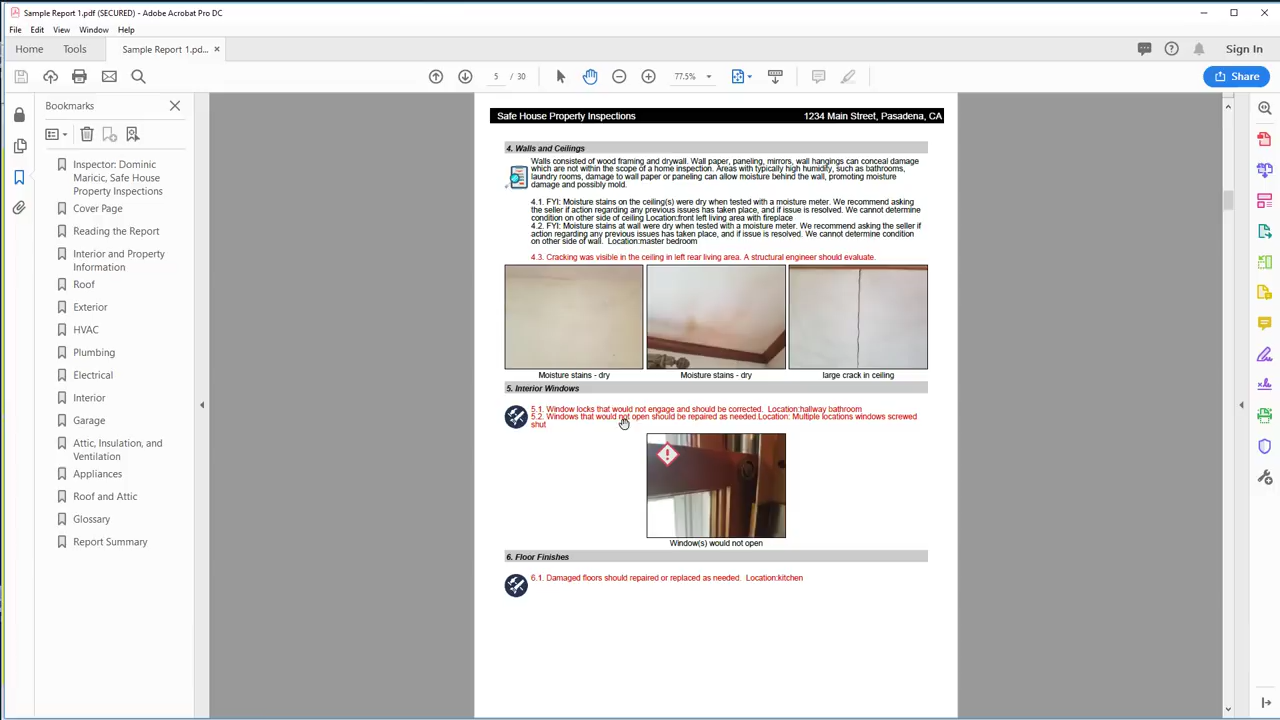 Sample Report 1.pdf (SECURED) - Adobe Acrobat Pro DC
File Edit View Window Help
Home Tools Sample Report 1.pd... × Sign In
5 / 30 77.5% Share
Bookmarks
Inspector: Dominic
Maricic, Safe House
Property Inspections
Cover Page
Reading the Report
Interior and Property
Information
Roof
Exterior
HVAC
Plumbing
Electrical
Interior
Garage
Attic, Insulation, and
Ventilation
Appliances
Roof and Attic
Glossary
Report Summary
Safe House Property Inspections 1234 Main Street, Pasadena, CA
4. Walls and Ceilings
Walls consisted of wood framing and drywall. Wall paper, paneling, mirrors, wall hangings can conceal damage
which are not within the scope of a home inspection. Areas with typically high humidity, such as bathrooms,
laundry rooms, damage to wall paper or paneling can allow moisture behind the wall, promoting moisture
damage and possibly mold.
4.1. FYI: Moisture stains on the ceiling(s) were dry when tested with a moisture meter. We recommend asking
the seller if action regarding any previous issues has taken place, and if issue is resolved. We cannot determine
condition on other side of ceiling Location:front left living area with fireplace
4.2. FYI: Moisture stains at wall were dry when tested with a moisture meter. We recommend asking the seller if
action regarding any previous issues has taken place, and if issue is resolved. We cannot determine condition
on other side of wall. Location:master bedroom
4.3. Cracking was visible in the ceiling in left rear living area. A structural engineer should evaluate.
Moisture stains - dry Moisture stains - dry large crack in ceiling
5. Interior Windows
5.1. Window locks that would not engage and should be corrected. Location:hallway bathroom
5.2. Windows that would not open should be repaired as needed.Location: Multiple locations windows screwed
shut
Window(s) would not open
6. Floor Finishes
6.1. Damaged floors should repaired or replaced as needed. Location:kitchen